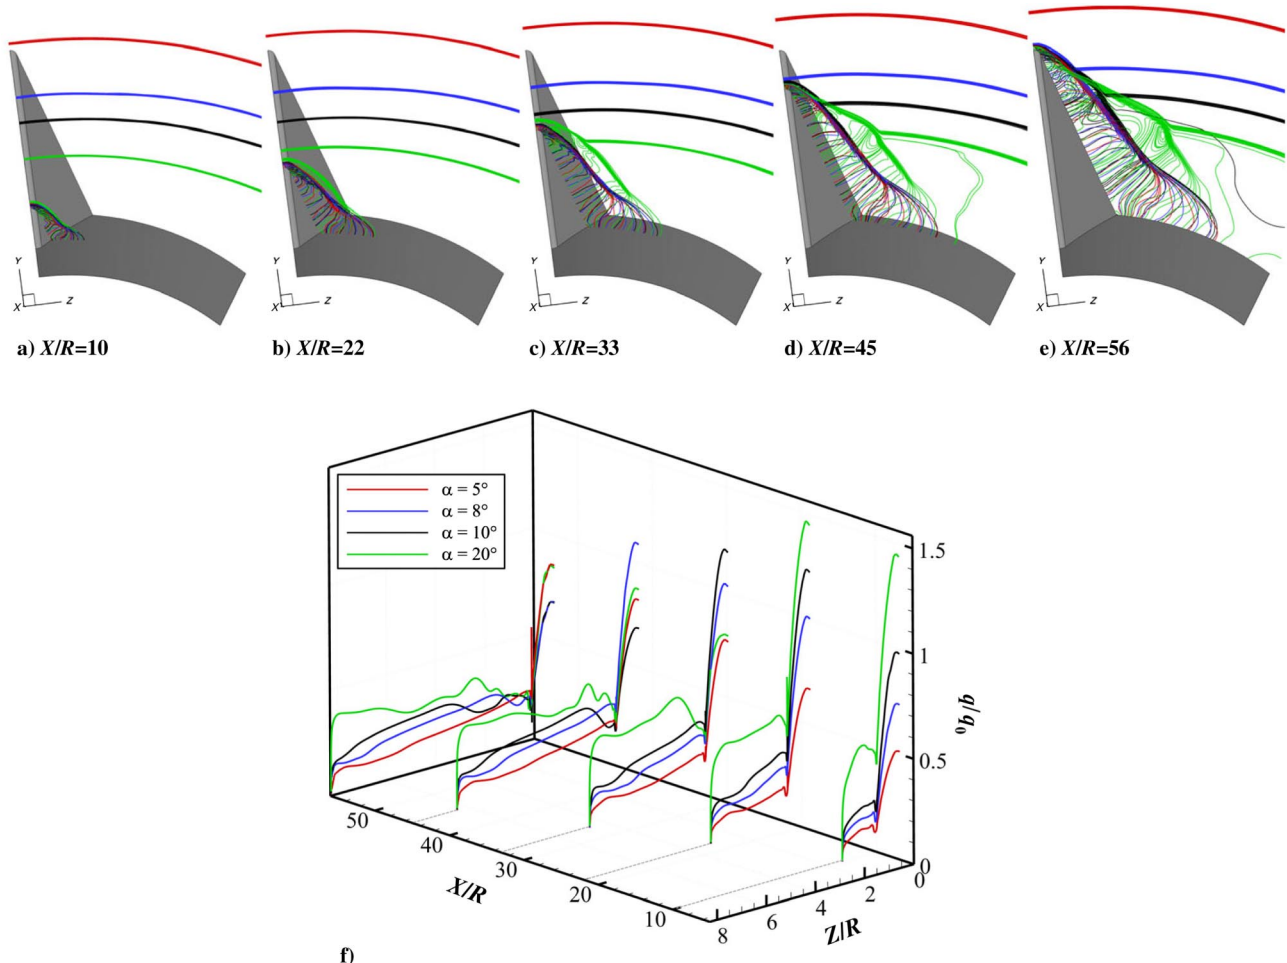 Y
X
Z
Y
X
Z
Y
X
Z
Y
X
Z
Y
X
Z
a) X/R=10
b) X/R=22
c) X/R=33
d) X/R=45
e) X/R=56
α = 5°
α = 8°
α = 10°
α = 20°
1.5
1
0.5
0
q/q₀
50
40
30
20
10
X/R
8
6
4
2
0
Z/R
f)